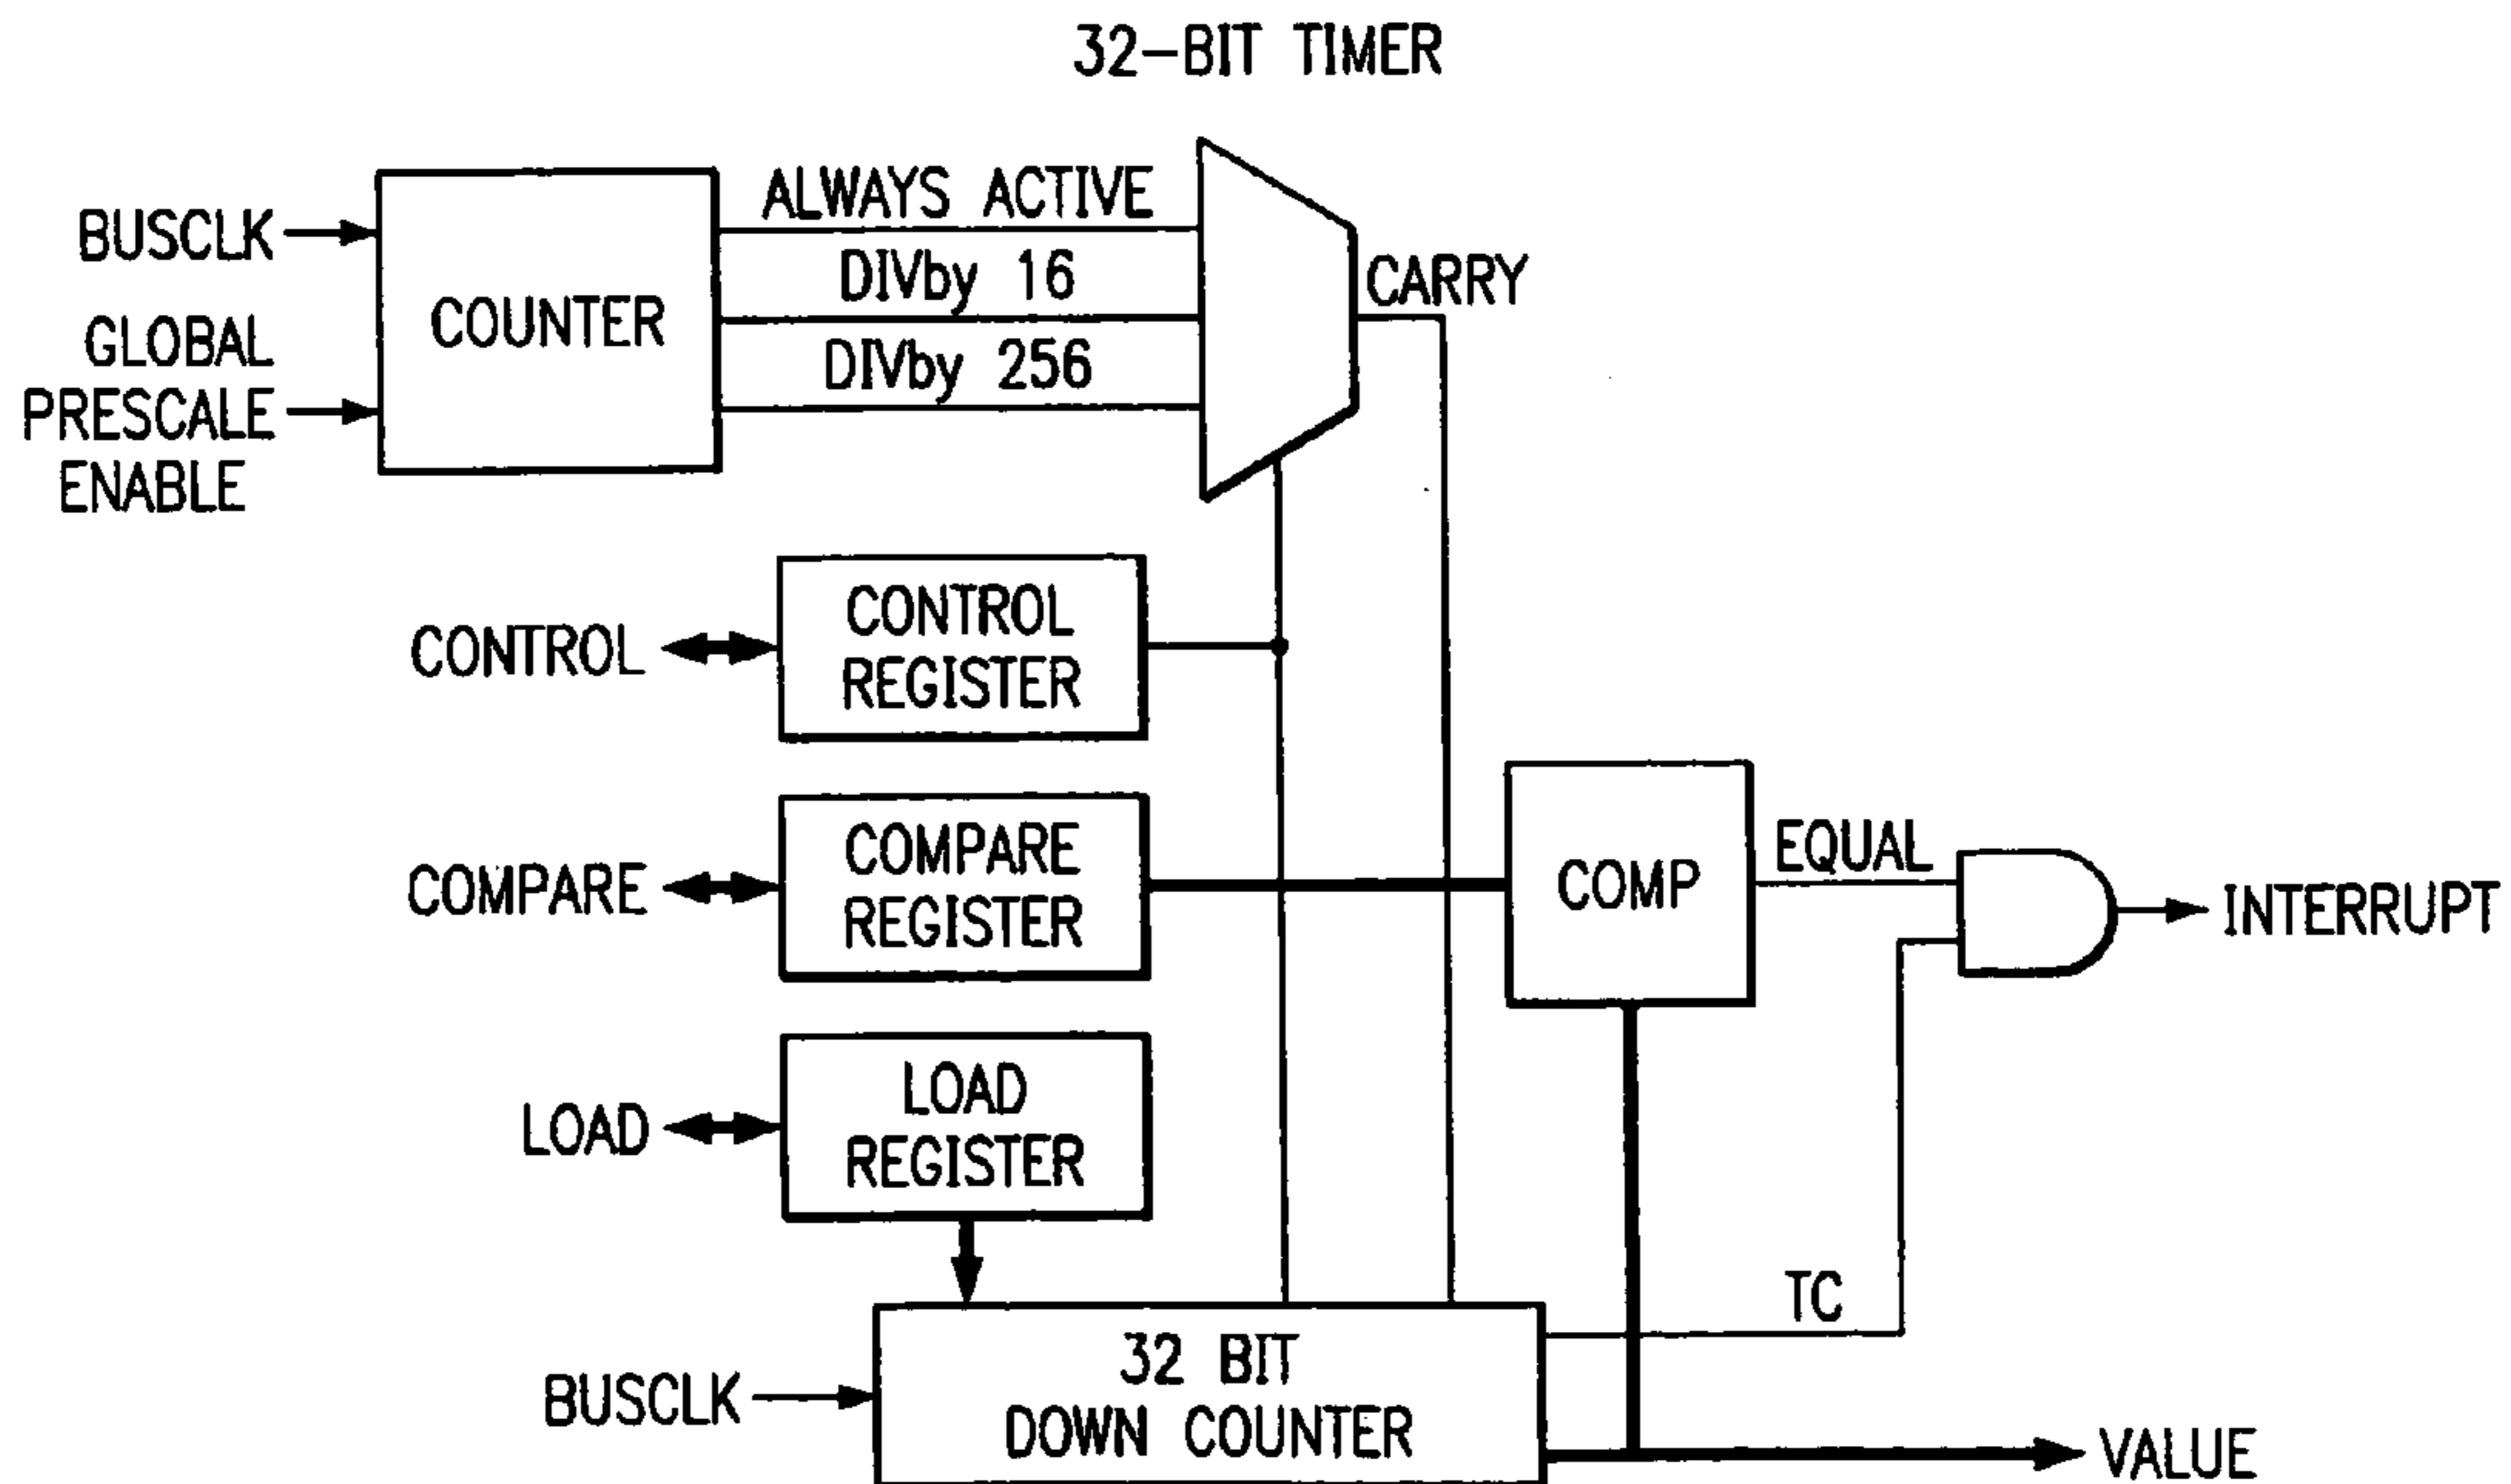 32-BIT TIMER
BUSCLK
GLOBAL
PRESCALE
ENABLE
COUNTER
ALWAYS ACTIVE
DIVby 16
DIVby 256
CARRY
CONTROL
CONTROL
REGISTER
COMPARE
COMPARE
REGISTER
COMP
EQUAL
INTERRUPT
LOAD
LOAD
REGISTER
TC
BUSCLK
32 BIT
DOWN COUNTER
VALUE